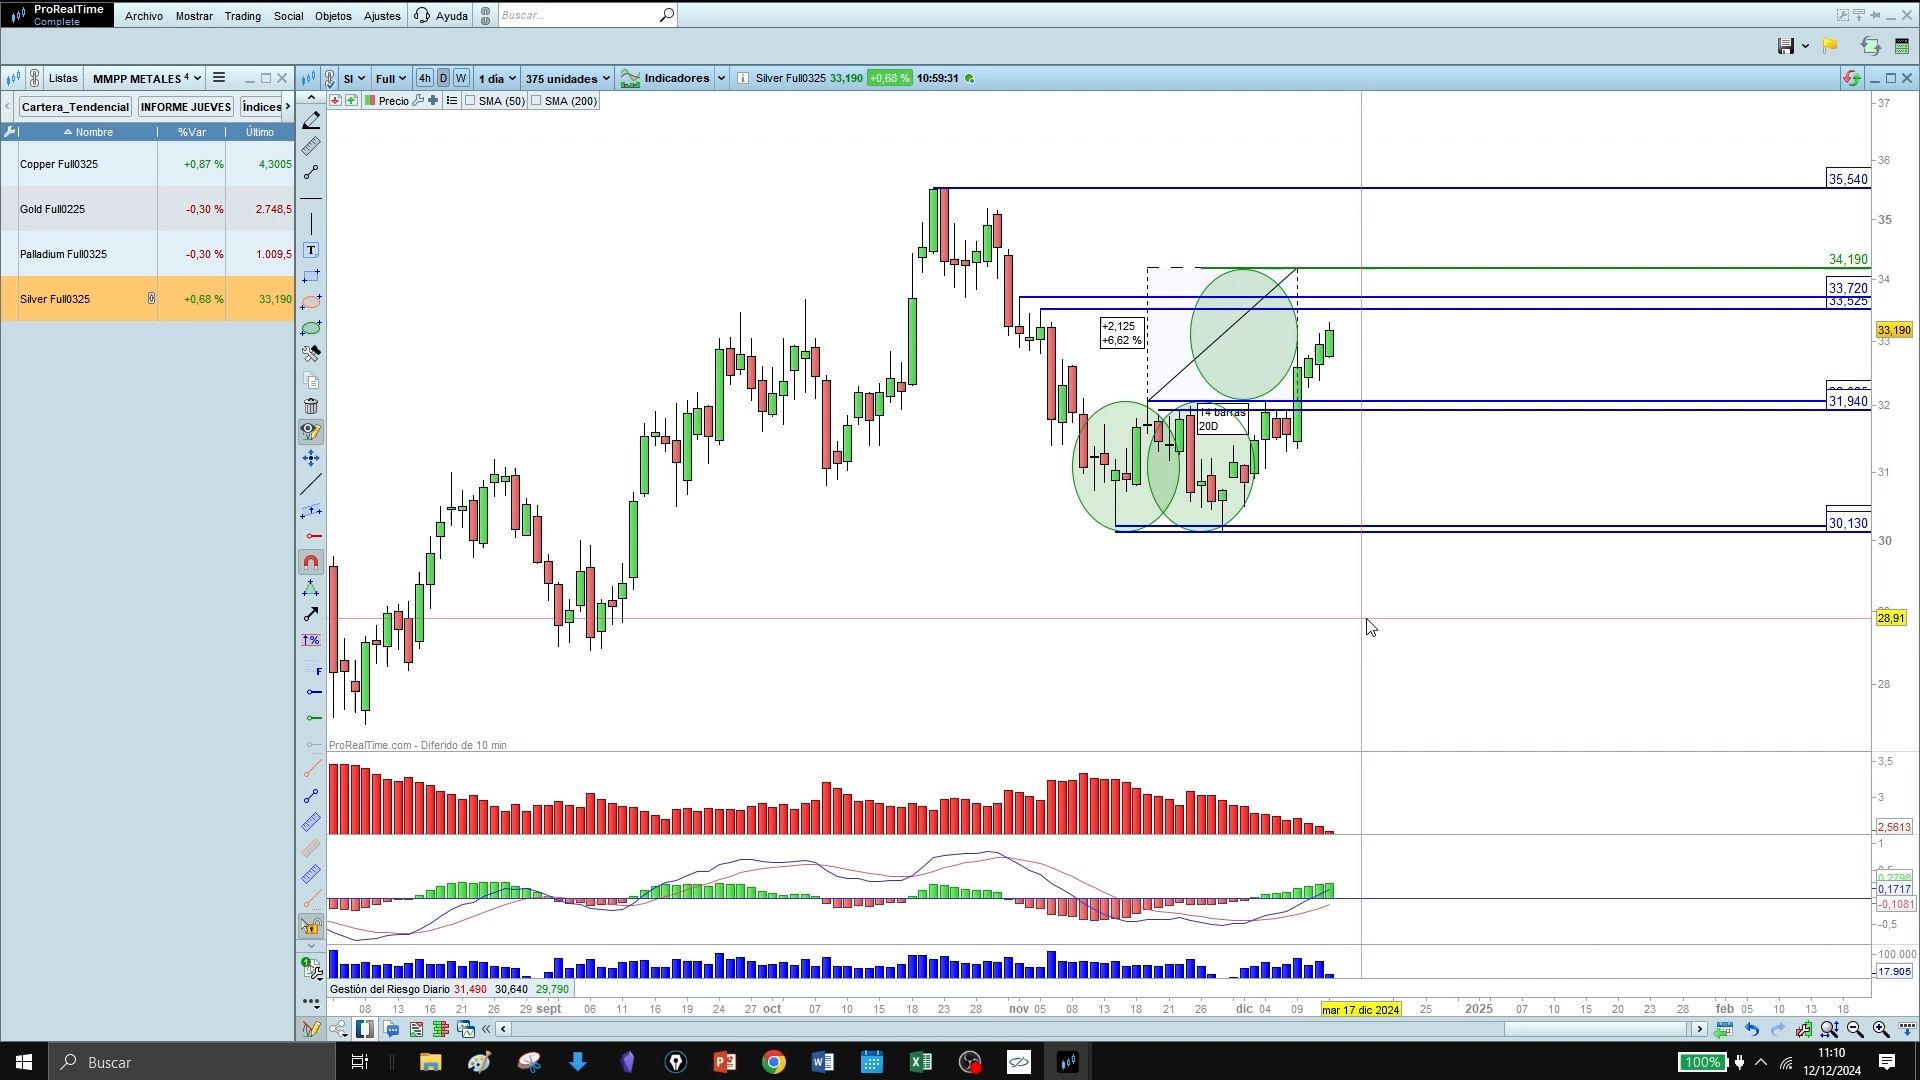 ProRealTime
Complete
Archivo Mostrar Trading Social Objetos Ajustes Ayuda Buscar...
Listas MMPP METALES 4
SI Full 4h D W 1 día 375 unidades Indicadores Silver Full0325 33,190 +0,68 % 10:59:31
Cartera_Tendencial INFORME JUEVES Índices
Precio SMA (50) SMA (200)
Nombre %Var Último
Copper Full0325 +0,87 % 4,3005
Gold Full0225 -0,30 % 2.748,5
Palladium Full0325 -0,30 % 1.009,5
Silver Full0325 +0,68 % 33,190
37
36
35,540
35
34,190
34
33,720
33,525
33,190
33
+2,125
+6,62 %
31,940
32
14 barras
20D
31
30,130
30
28,91
28
ProRealTime.com - Diferido de 10 min
3,5
3
2,5613
1
0,2798
0,1717
-0,1081
-0,5
100.000
17.905
Gestión del Riesgo Diario 31,490 30,640 29,790
08 13 16 21 26 29 sept 06 11 16 19 24 27 oct 07 10 15 18 23 28 nov 05 08 13 18 21 26 dic 04 09 mar 17 dic 2024 25 2025 07 10 15 20 23 28 feb 05 10 13 18
Buscar
100%
11:10
12/12/2024